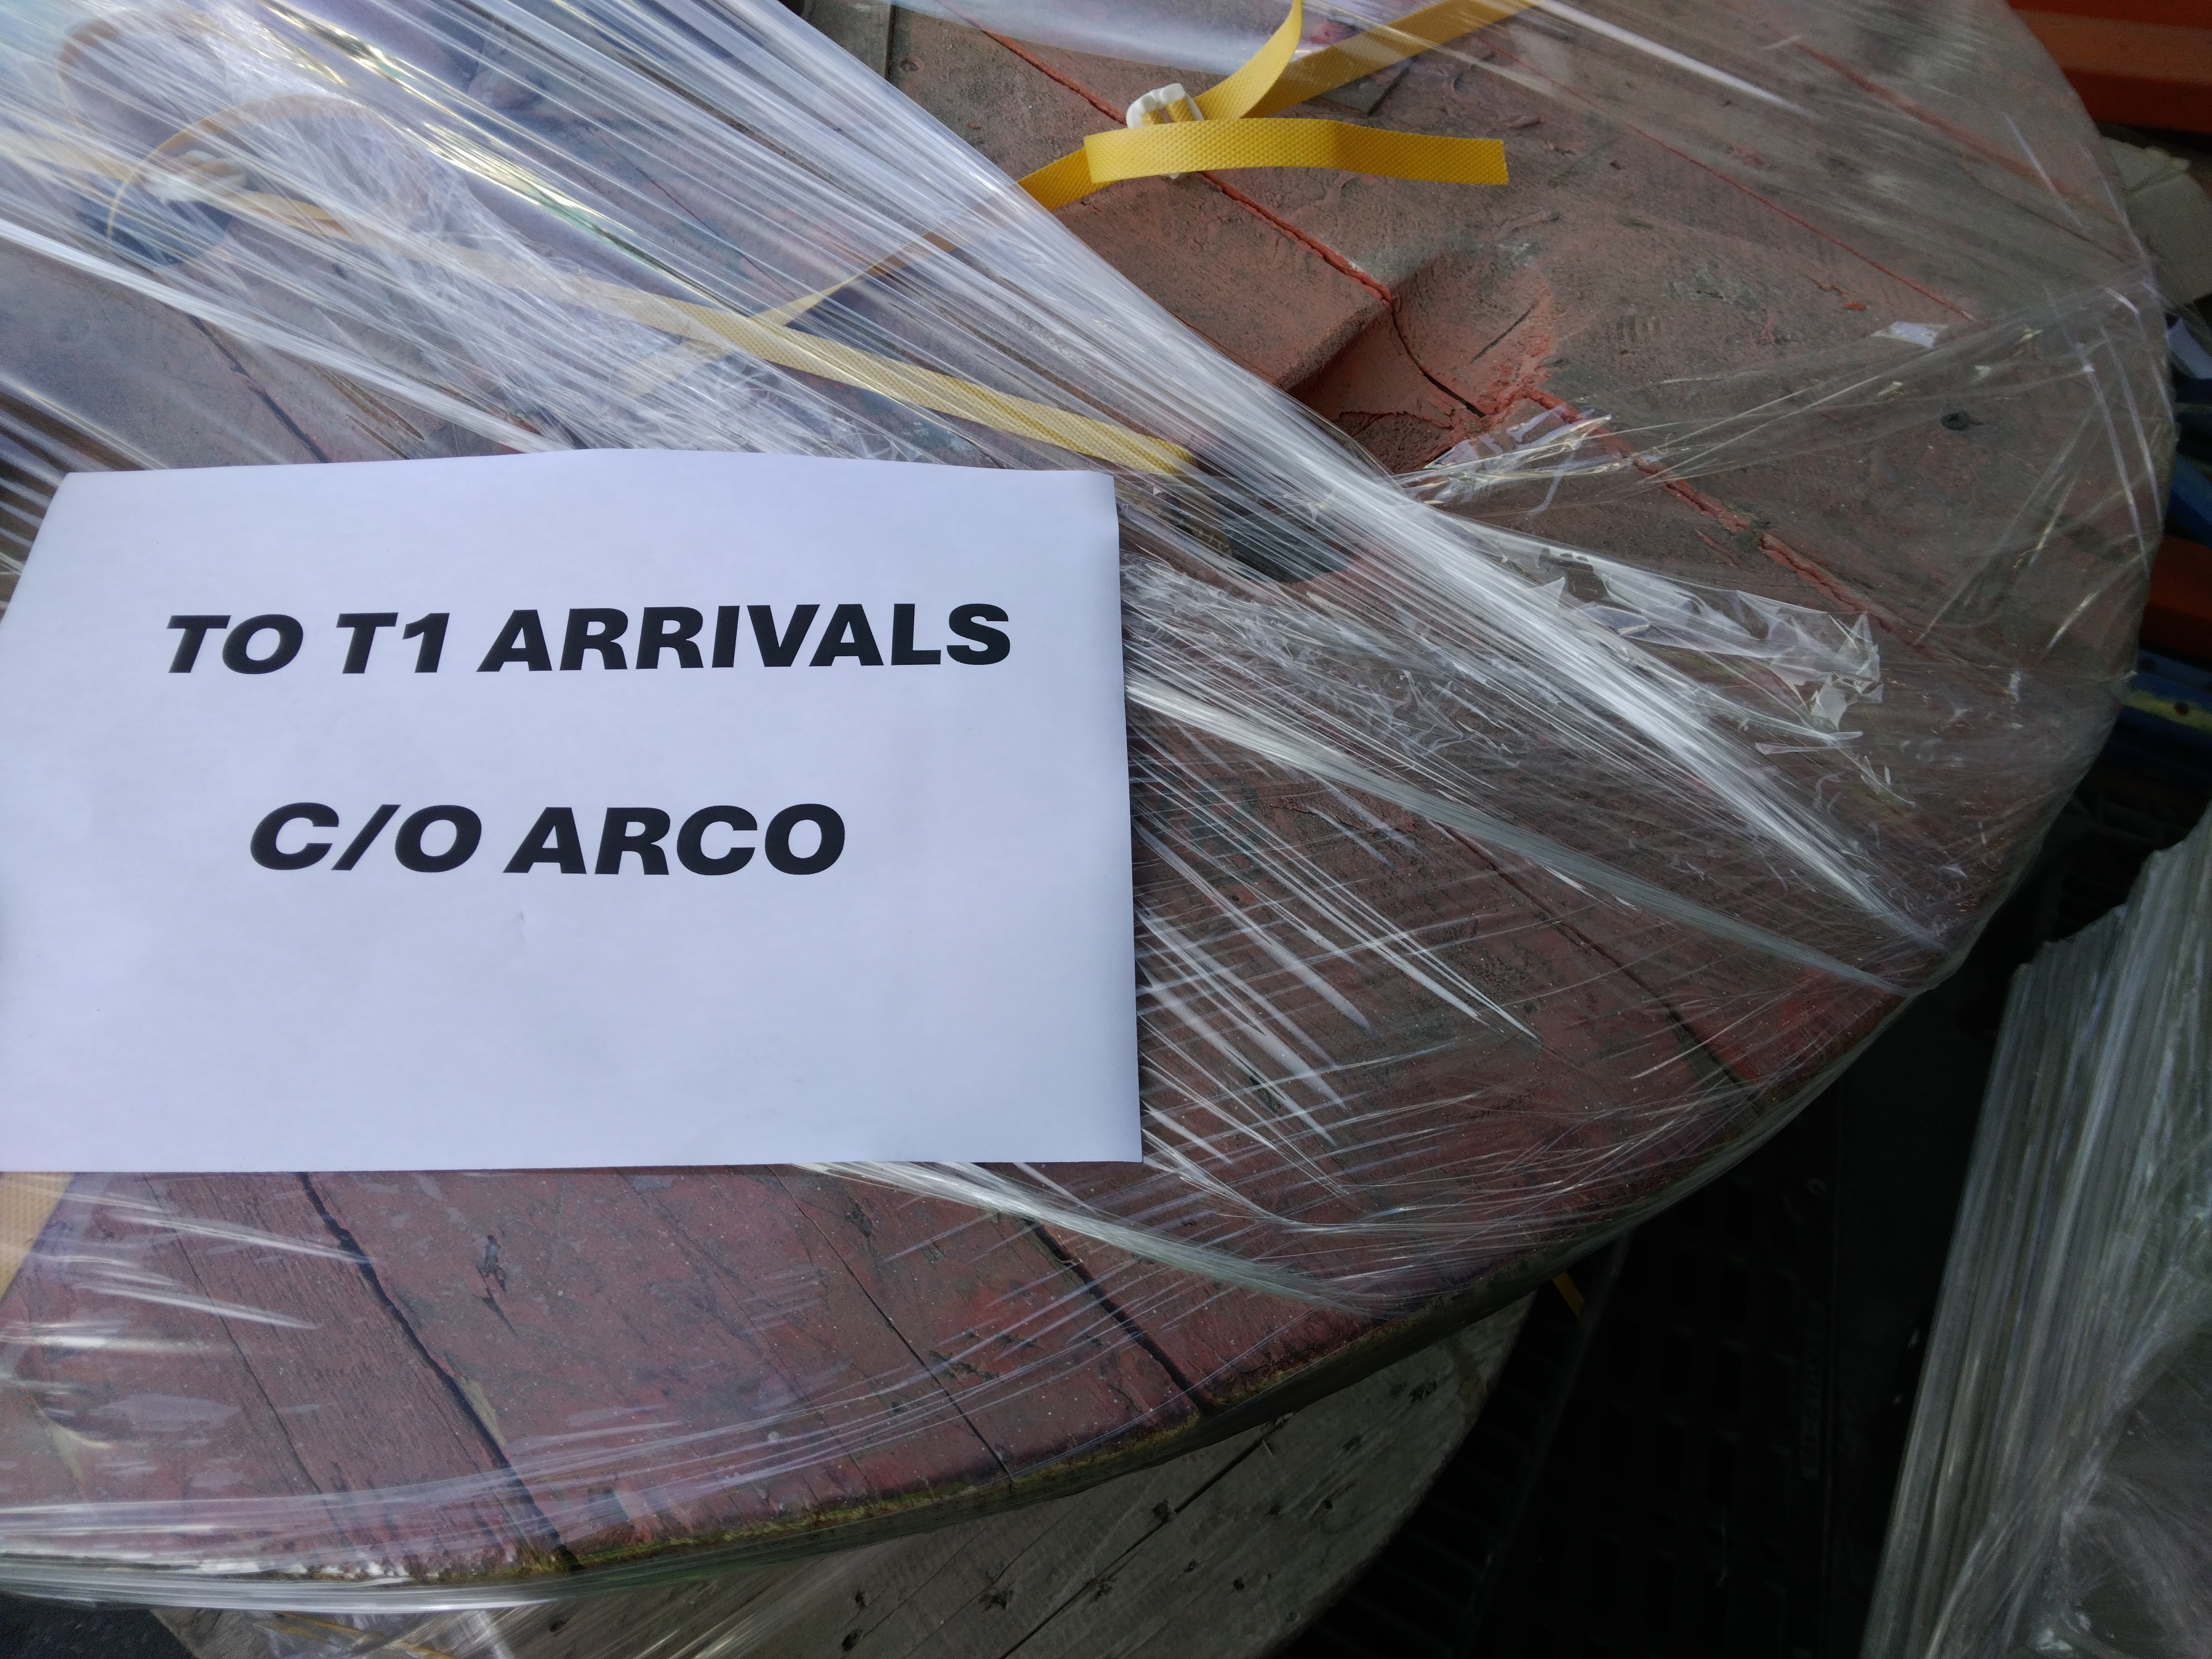 TO T1 ARRIVALS
C/O ARCO